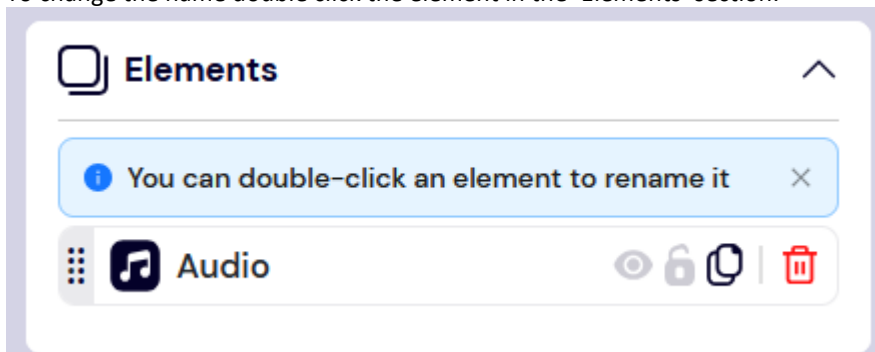 To change the name double click the element in the 'Elements' section.
Elements
You can double-click an element to rename it
Audio